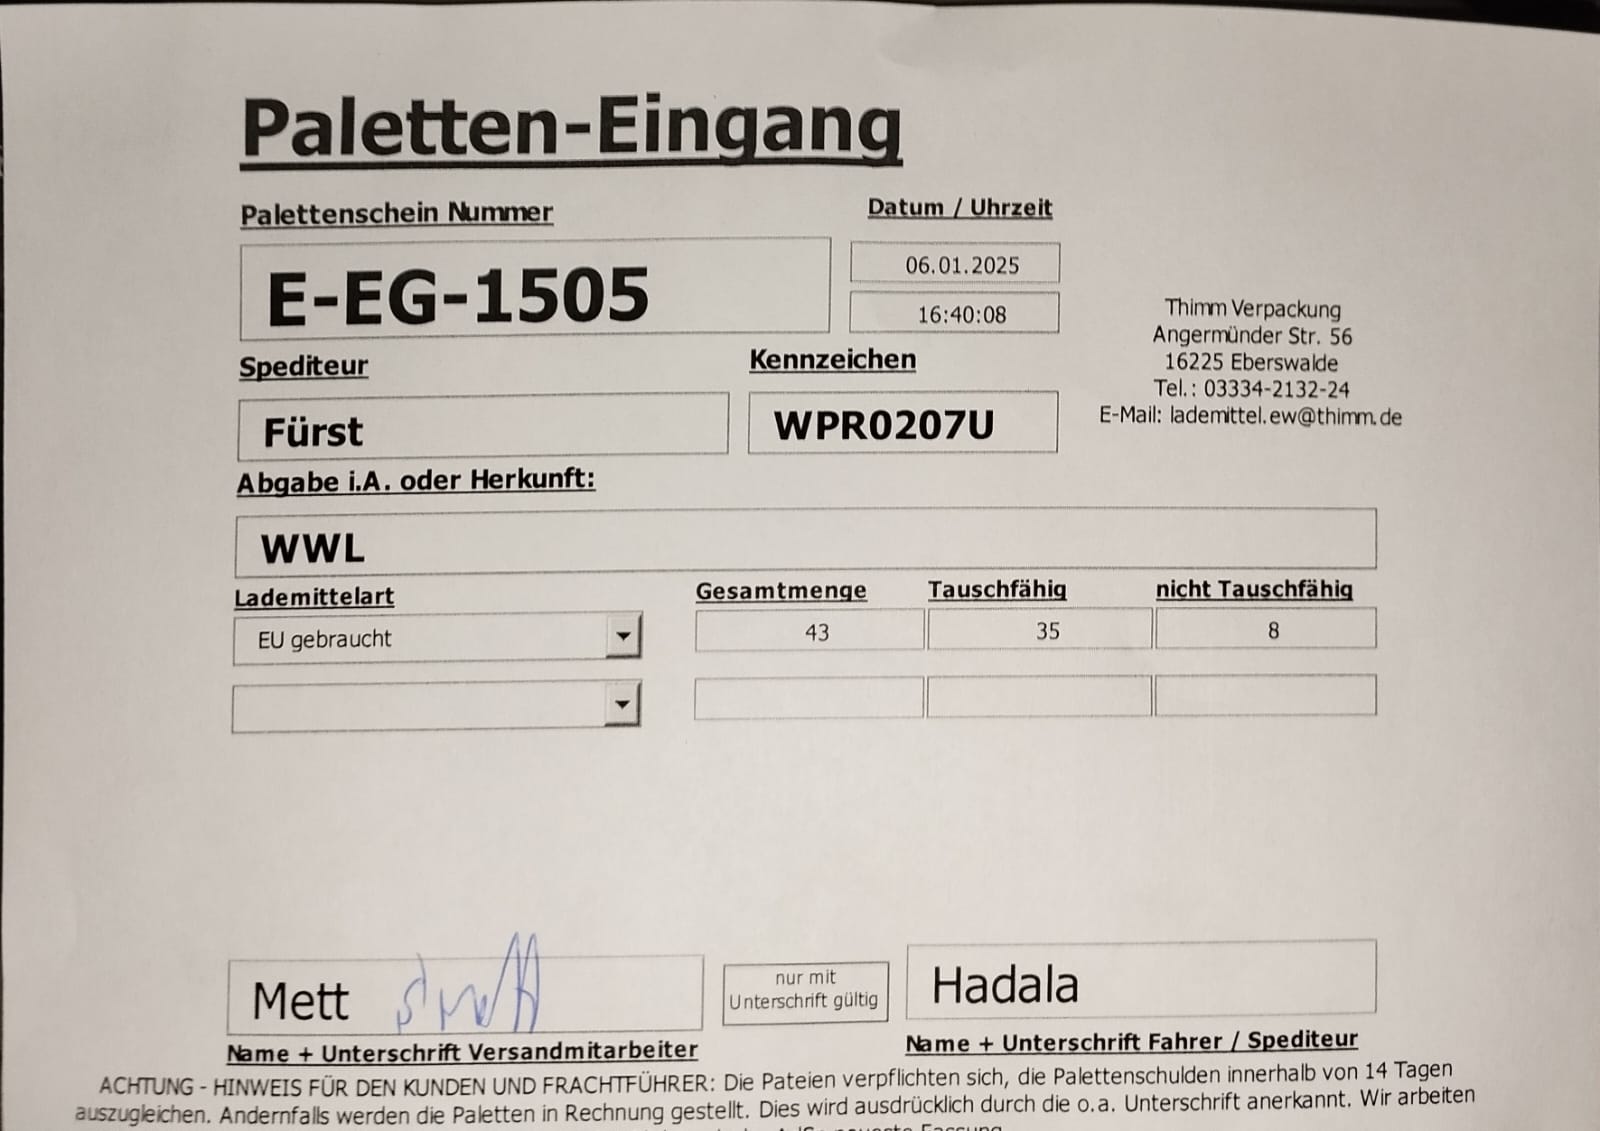 Paletten-Eingang
Palettenschein Nummer
Datum / Uhrzeit
E-EG-1505
06.01.2025
16:40:08
Thimm Verpackung
Angermünder Str. 56
16225 Eberswalde
Tel.: 03334-2132-24
E-Mail: lademittel.ew@thimm.de
Spediteur
Kennzeichen
Fürst
WPR0207U
Abgabe i.A. oder Herkunft:
WWL
Lademittelart
Gesamtmenge
Tauschfähig
nicht Tauschfähig
EU gebraucht
43
35
8
Mett
nur mit
Unterschrift gültig
Hadala
Name + Unterschrift Versandmitarbeiter
Name + Unterschrift Fahrer / Spediteur
ACHTUNG - HINWEIS FÜR DEN KUNDEN UND FRACHTFÜHRER: Die Pateien verpflichten sich, die Palettenschulden innerhalb von 14 Tagen
auszugleichen. Andernfalls werden die Paletten in Rechnung gestellt. Dies wird ausdrücklich durch die o.a. Unterschrift anerkannt. Wir arbeiten